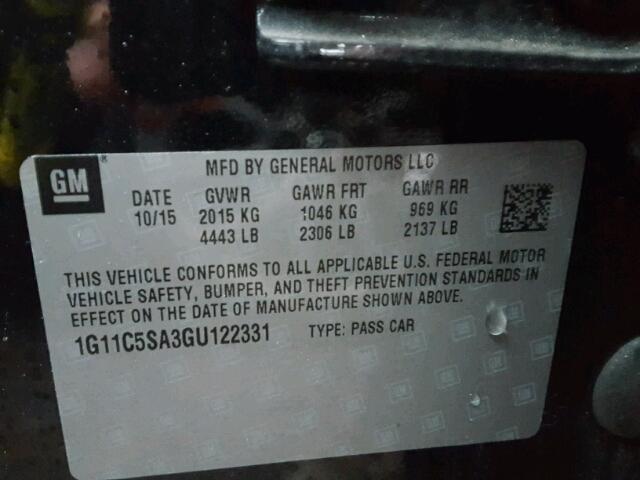 GM
MFD BY GENERAL MOTORS LLC
DATE GVWR GAWR FRT GAWR RR
10/15 2015 KG 1046 KG 969 KG
4443 LB 2306 LB 2137 LB
THIS VEHICLE CONFORMS TO ALL APPLICABLE U.S. FEDERAL MOTOR
VEHICLE SAFETY, BUMPER, AND THEFT PREVENTION STANDARDS IN
EFFECT ON THE DATE OF MANUFACTURE SHOWN ABOVE.
1G11C5SA3GU122331 TYPE: PASS CAR